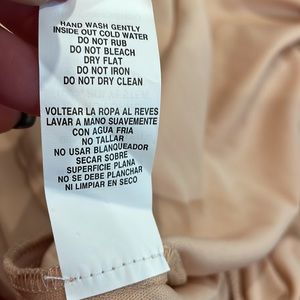 HAND WASH GENTLY
INSIDE OUT COLD WATER
DO NOT RUB
DO NOT BLEACH
DRY FLAT
DO NOT IRON
DO NOT DRY CLEAN
VOLTEAR LA ROPA AL REVES
LAVAR A MANO SUAVEMENTE
CON AGUA FRIA
NO TALLAR
NO USAR BLANQUEADOR
SECAR SOBRE
SUPERFICIE PLANA
NO SE DEBE PLANCHAR
NI LIMPIAR EN SECO